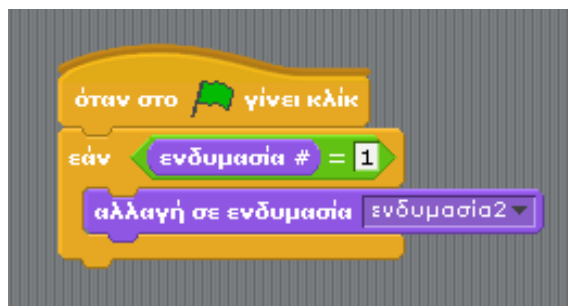 όταν στο γίνει κλίκ
εάν ενδυμασία # = 1
αλλαγή σε ενδυμασία ενδυμασία2